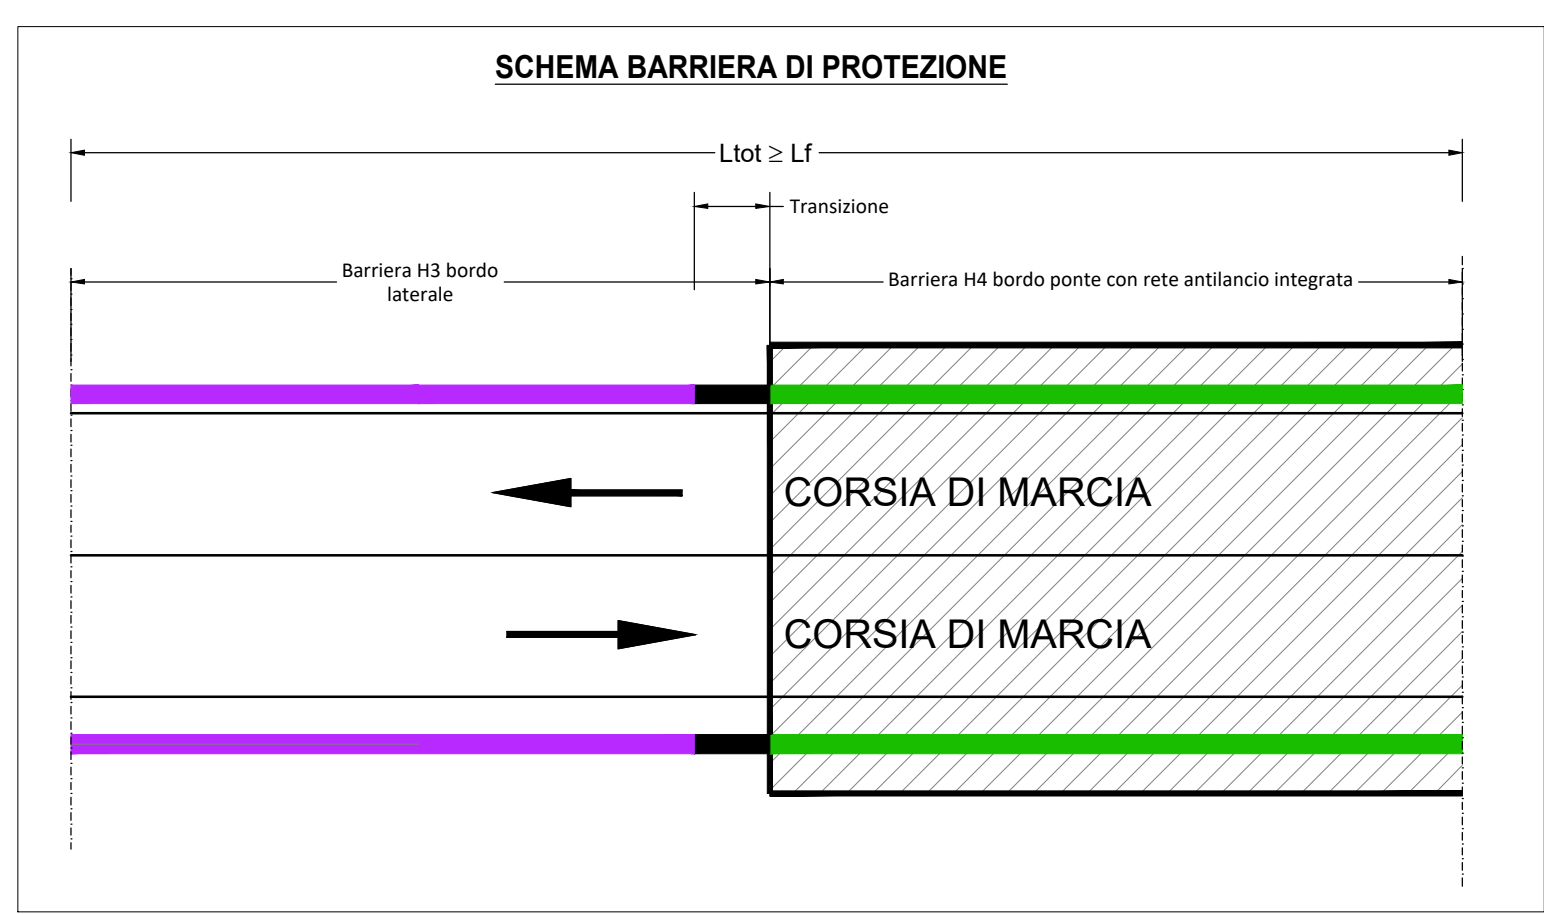 SCHEMA BARRIERA DI PROTEZIONE
Ltot ≥ Lf
Transizione
Barriera H3 bordo
laterale
Barriera H4 bordo ponte con rete antilancio integrata
CORSIA DI MARCIA
CORSIA DI MARCIA